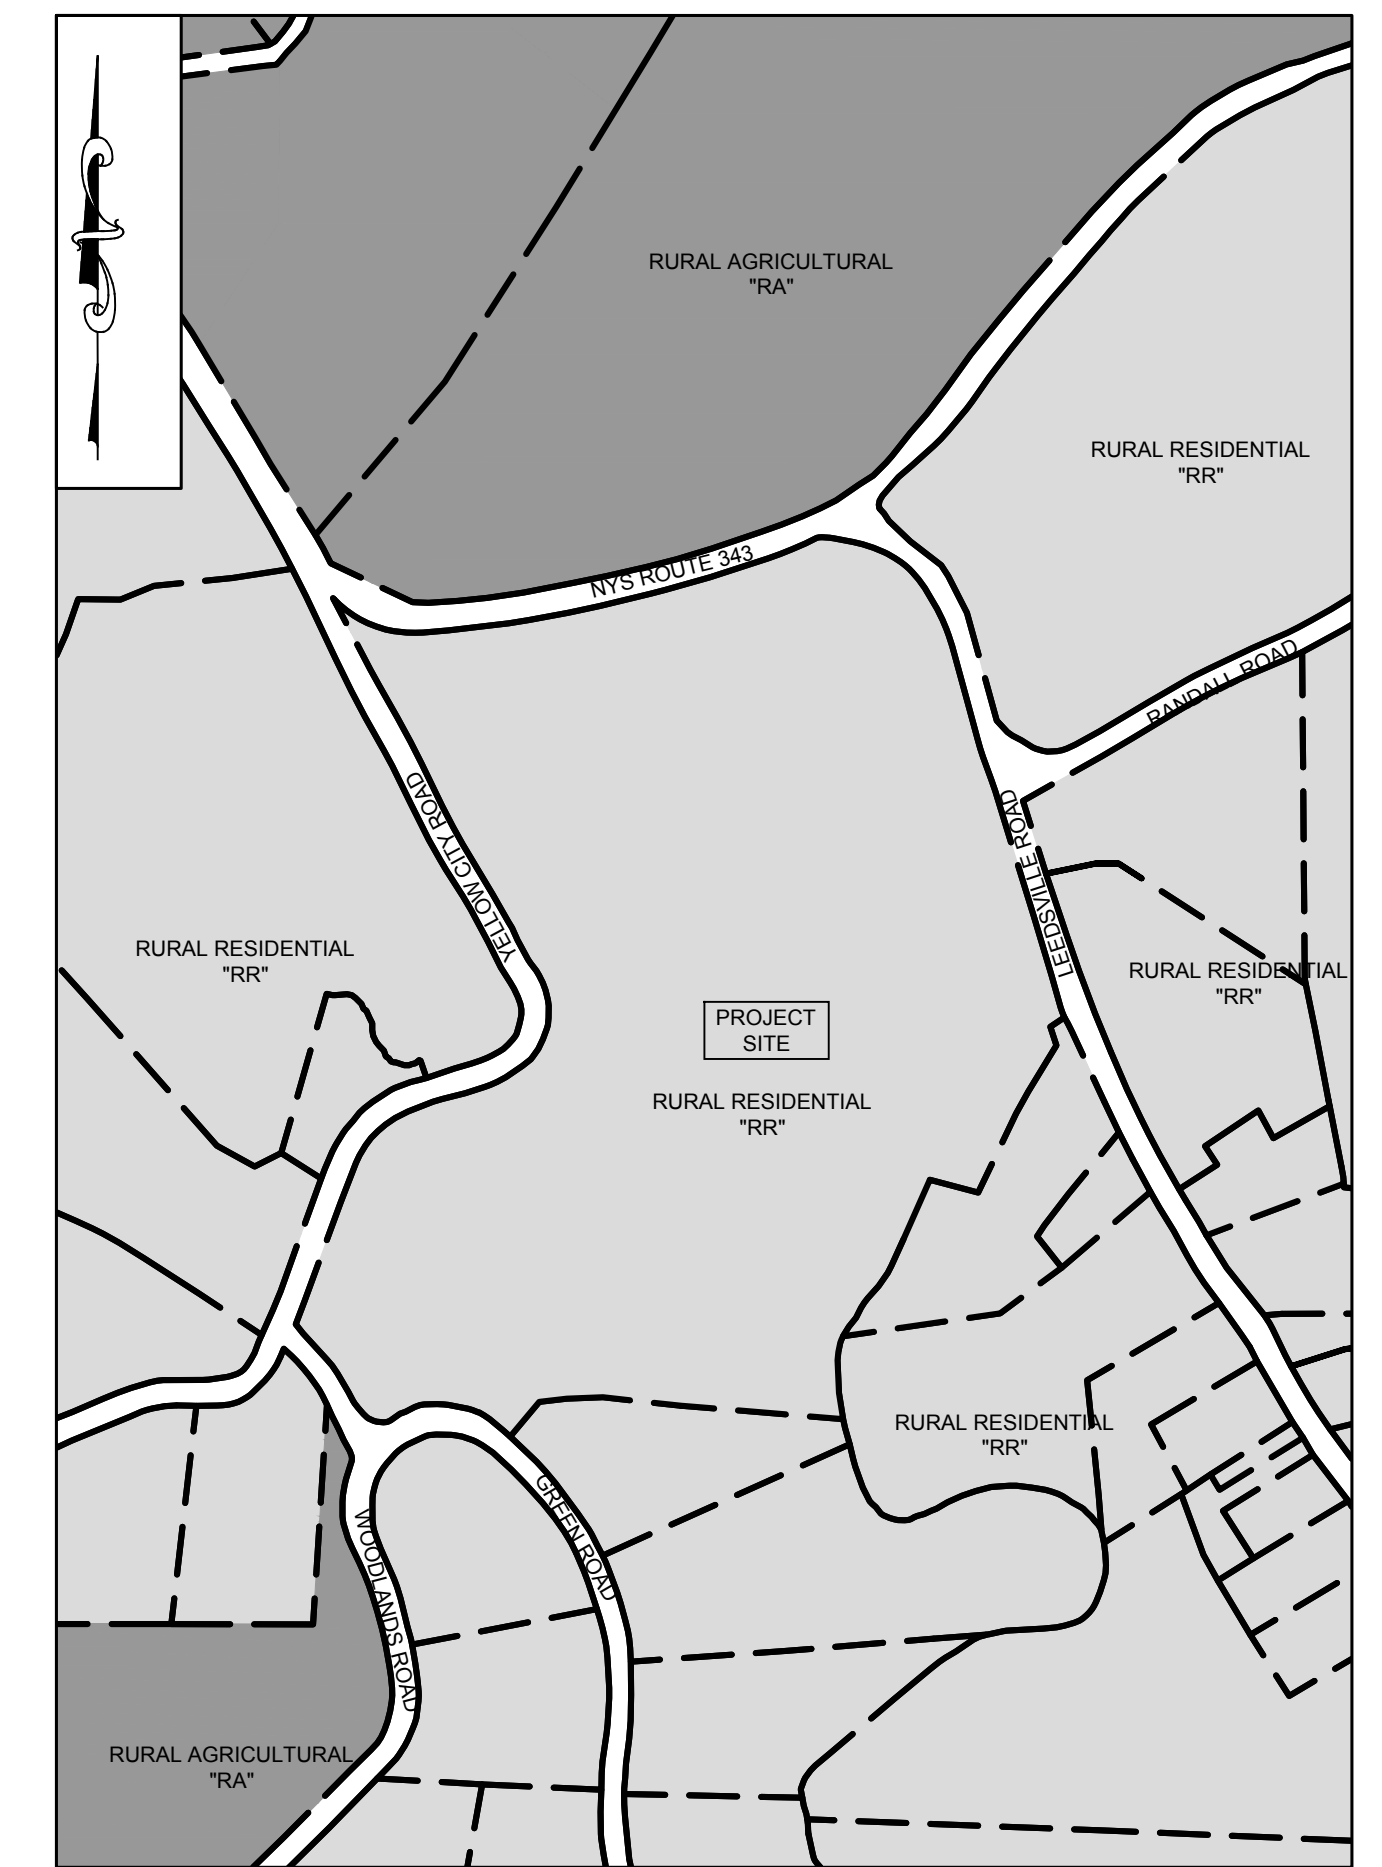 RURAL AGRICULTURAL
"RA"
RURAL RESIDENTIAL
"RR"
NYS ROUTE 343
RANDALL ROAD
YELLOW CITY ROAD
LEEDSVILLE ROAD
RURAL RESIDENTIAL
"RR"
RURAL RESIDENTIAL
"RR"
PROJECT
SITE
RURAL RESIDENTIAL
"RR"
RURAL RESIDENTIAL
"RR"
GREEN ROAD
WOODLANDS ROAD
RURAL AGRICULTURAL
"RA"